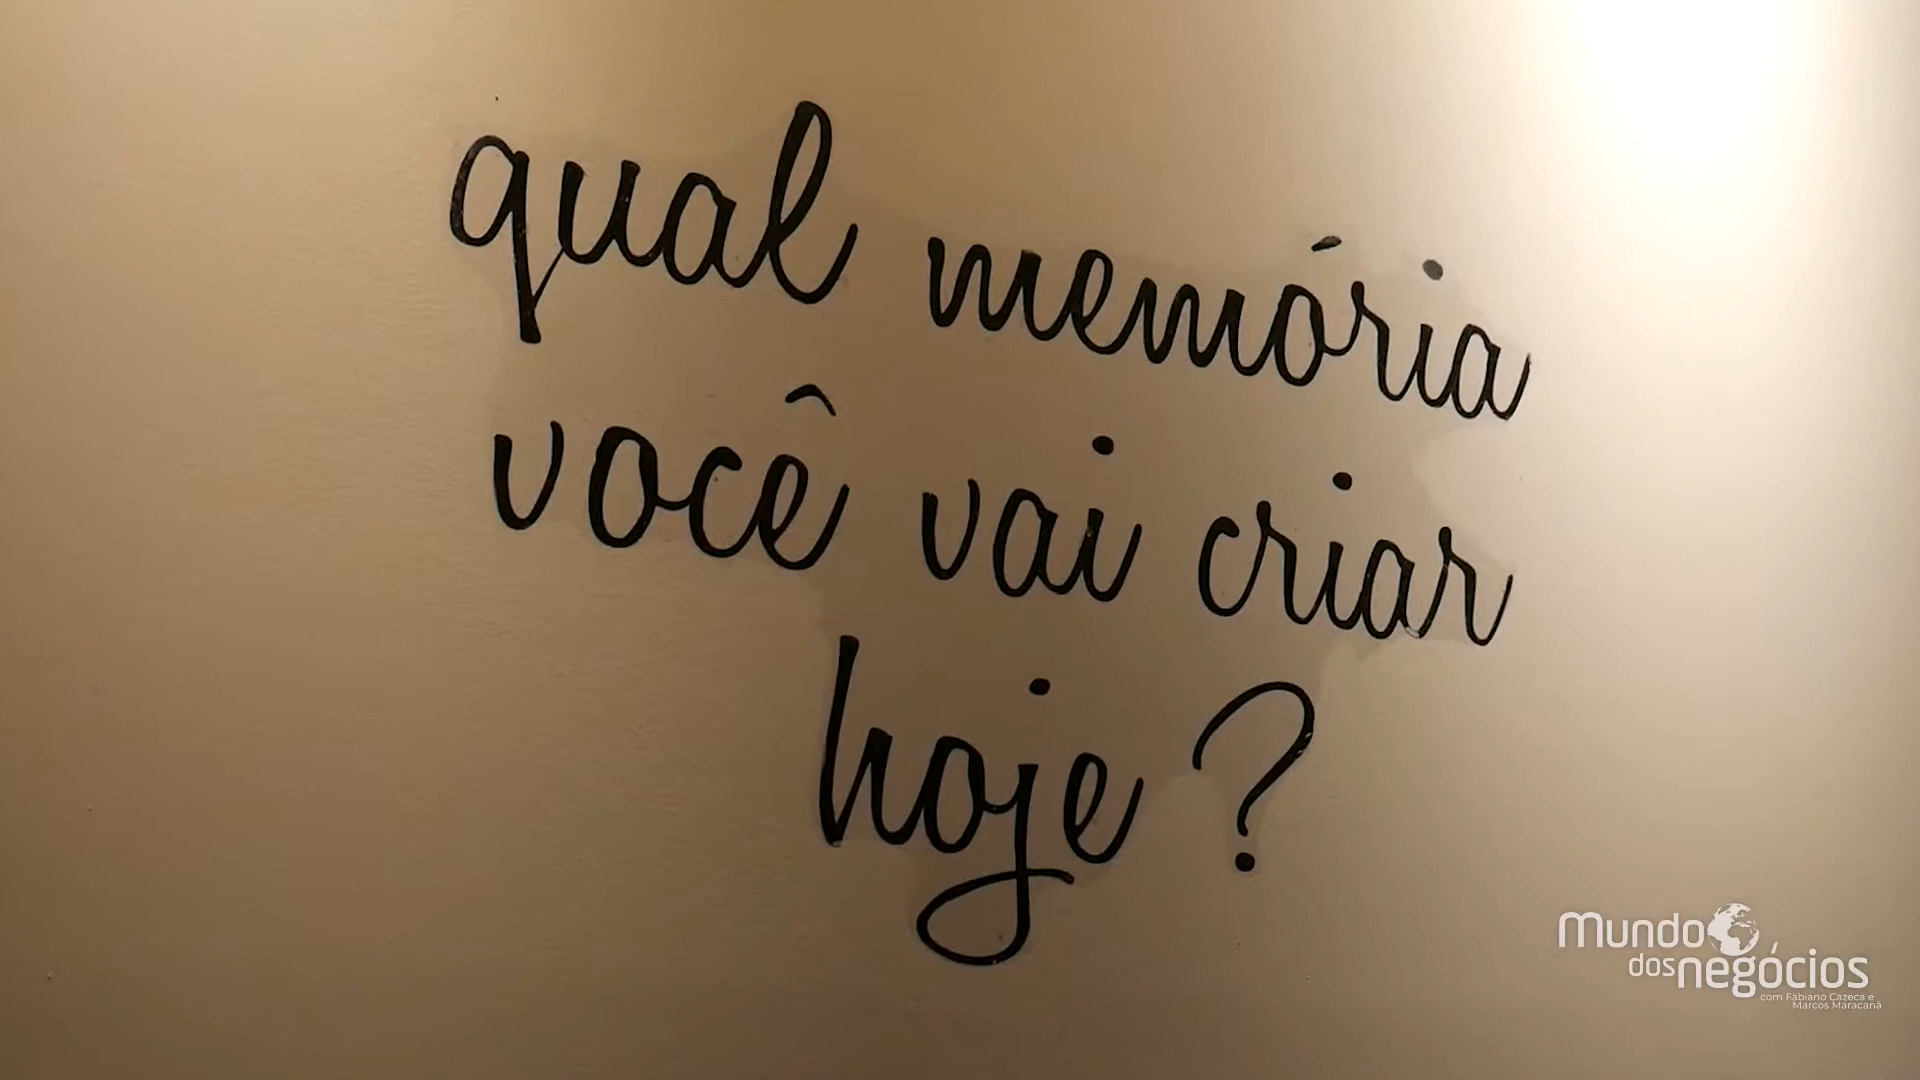 qual memória
você vai criar
hoje ?
Mundo
dos negócios
com Fabiano Cazeca e
Marcos Maracanã